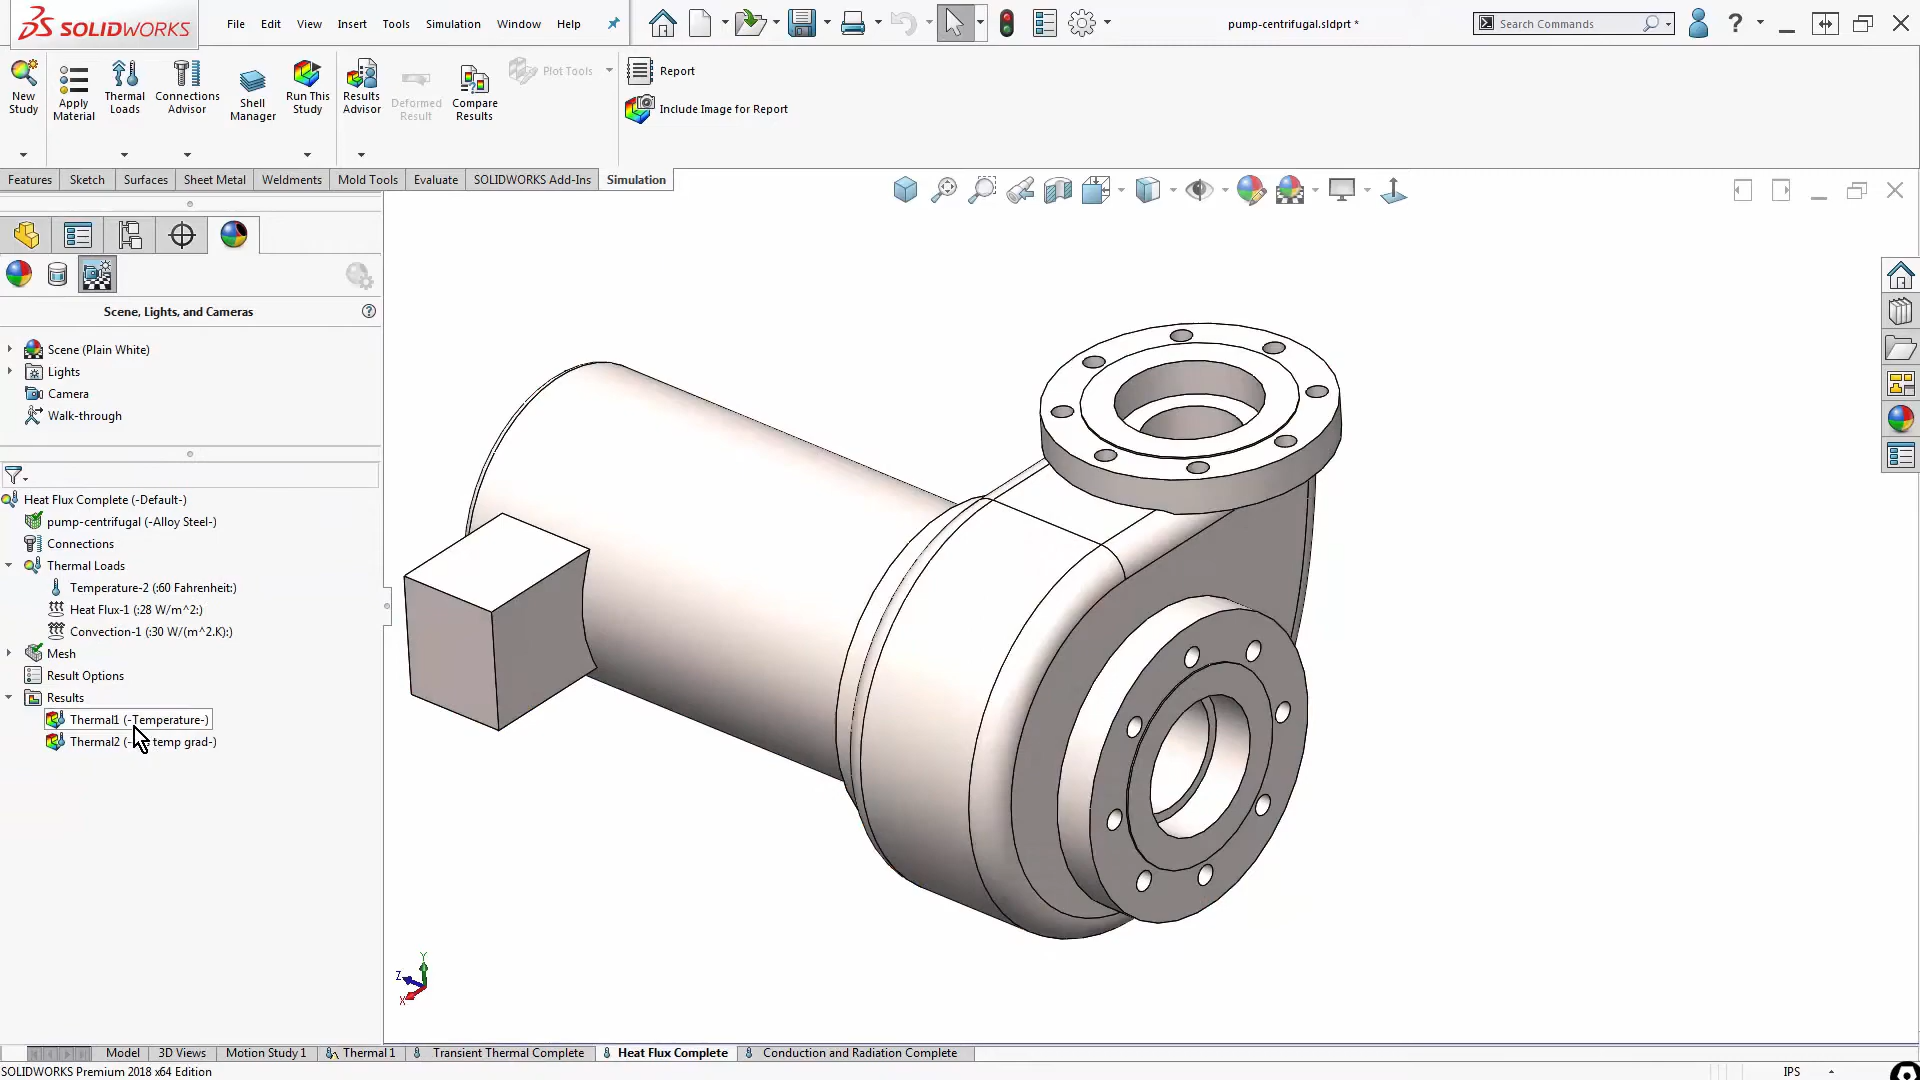 SOLIDWORKS
File Edit View Insert Tools Simulation Window Help
pump-centrifugal.sldprt *
Search Commands
?
New Study
Apply Material
Thermal Loads
Connections Advisor
Shell Manager
Run This Study
Results Advisor
Deformed Result
Compare Results
Plot Tools
Report
Include Image for Report
Features Sketch Surfaces Sheet Metal Weldments Mold Tools Evaluate SOLIDWORKS Add-Ins Simulation
Scene, Lights, and Cameras
Scene (Plain White)
Lights
Camera
Walk-through
Heat Flux Complete (-Default-)
pump-centrifugal (-Alloy Steel-)
Connections
Thermal Loads
Temperature-2 (:60 Fahrenheit:)
Heat Flux-1 (:28 W/m^2:)
Convection-1 (:30 W/(m^2.K):)
Mesh
Result Options
Results
Thermal1 (-Temperature-)
Thermal2 (- temp grad-)
Y
Z
X
Model 3D Views Motion Study 1 Thermal 1 Transient Thermal Complete Heat Flux Complete Conduction and Radiation Complete
SOLIDWORKS Premium 2018 x64 Edition
IPS